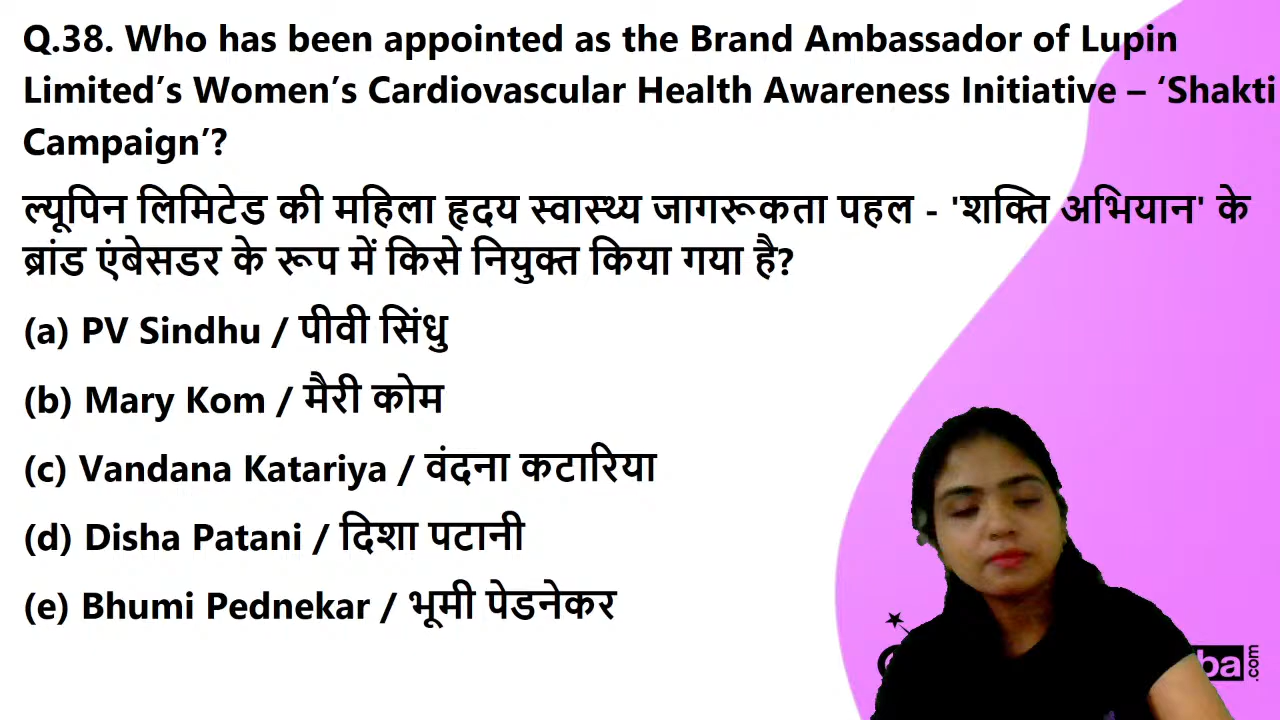 Q.38. Who has been appointed as the Brand Ambassador of Lupin
Limited’s Women’s Cardiovascular Health Awareness Initiative – ‘Shakti
Campaign’?
ल्यूपिन लिमिटेड की महिला हृदय स्वास्थ्य जागरूकता पहल - 'शक्ति अभियान' के
ब्रांड एंबेसडर के रूप में किसे नियुक्त किया गया है?
(a) PV Sindhu / पीवी सिंधु
(b) Mary Kom / मैरी कोम
(c) Vandana Katariya / वंदना कटारिया
(d) Disha Patani / दिशा पटानी
(e) Bhumi Pednekar / भूमी पेडनेकर
.com